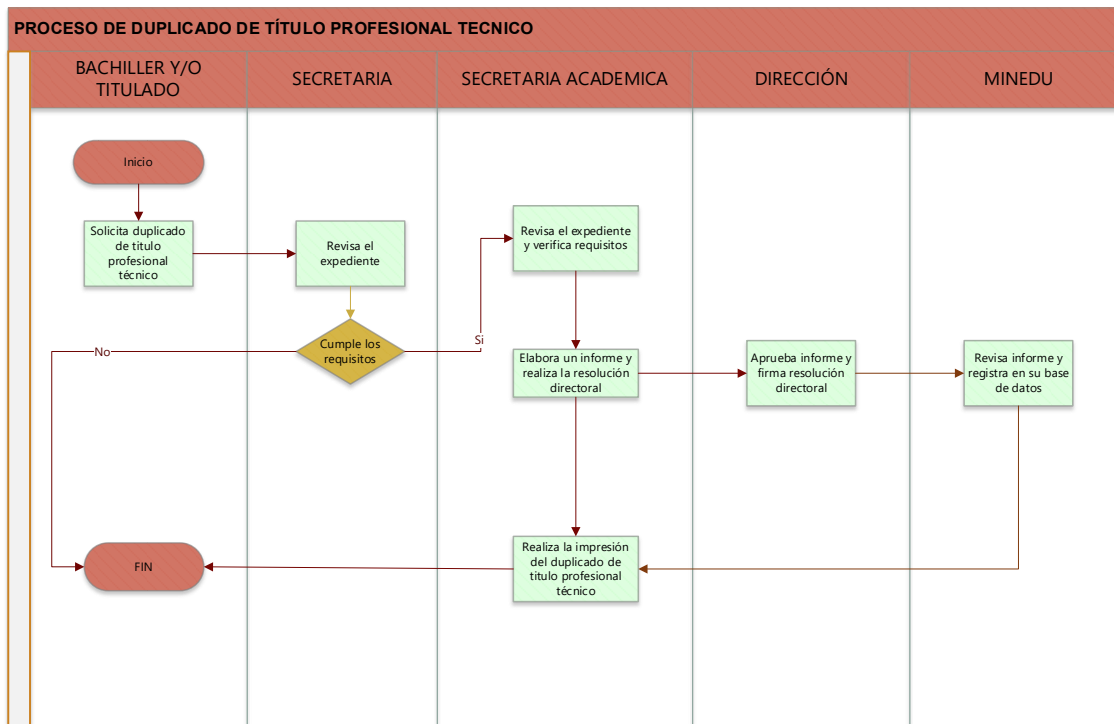 PROCESO DE DUPLICADO DE TÍTULO PROFESIONAL TECNICO
BACHILLER Y/O
TITULADO
SECRETARIA
SECRETARIA ACADEMICA
DIRECCIÓN
MINEDU
Inicio
Solicita duplicado
de titulo
profesional
técnico
Revisa el
expediente
Revisa el expediente
y verifica requisitos
Cumple los
requisitos
No
Si
Elabora un informe y
realiza la resolución
directoral
Aprueba informe y
firma resolución
directoral
Revisa informe y
registra en su base
de datos
Realiza la impresión
del duplicado de
titulo profesional
técnico
FIN